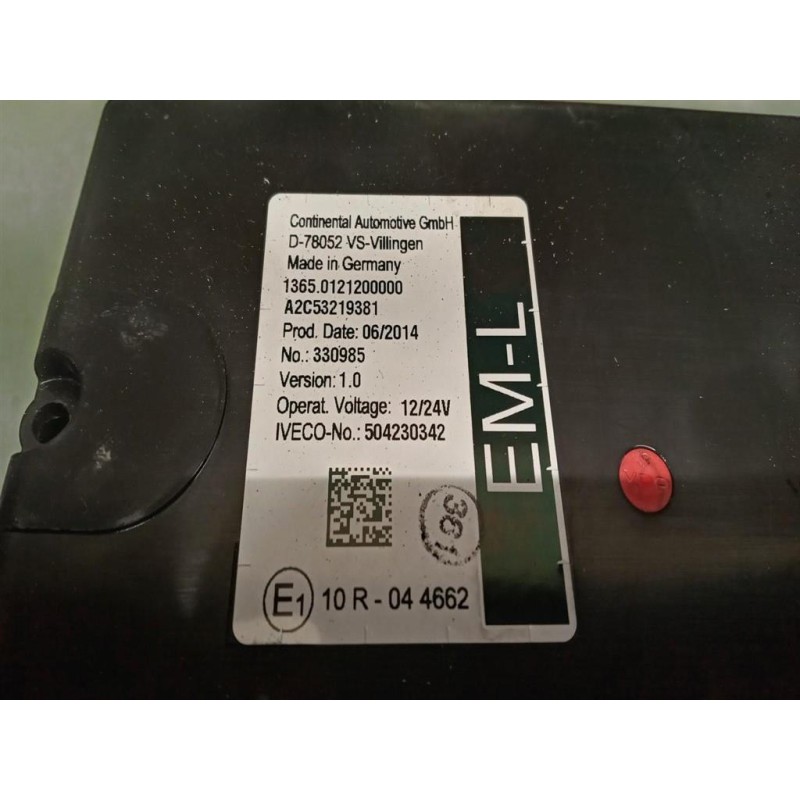 Continental Automotive GmbH
D-78052 VS-Villingen
Made in Germany
1365.0121200000
A2C53219381
Prod. Date: 06/2014
No.: 330985
Version: 1.0
Operat. Voltage: 12/24V
IVECO-No.: 504230342
EM-L
381
E1 10 R - 04 4662